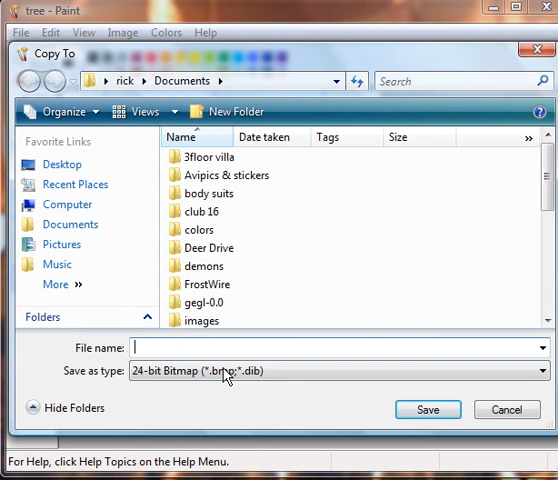 tree - Paint
File Edit View Image Colors Help
Copy To
rick Documents
Search
Organize Views New Folder
Favorite Links
Name Date taken Tags Size »
Desktop
Recent Places
Computer
Documents
Pictures
Music
More »
Folders
3floor villa
Avipics & stickers
body suits
club 16
colors
Deer Drive
demons
FrostWire
gegl-0.0
images
File name:
Save as type: 24-bit Bitmap (*.bmp;*.dib)
Hide Folders
Save Cancel
For Help, click Help Topics on the Help Menu.